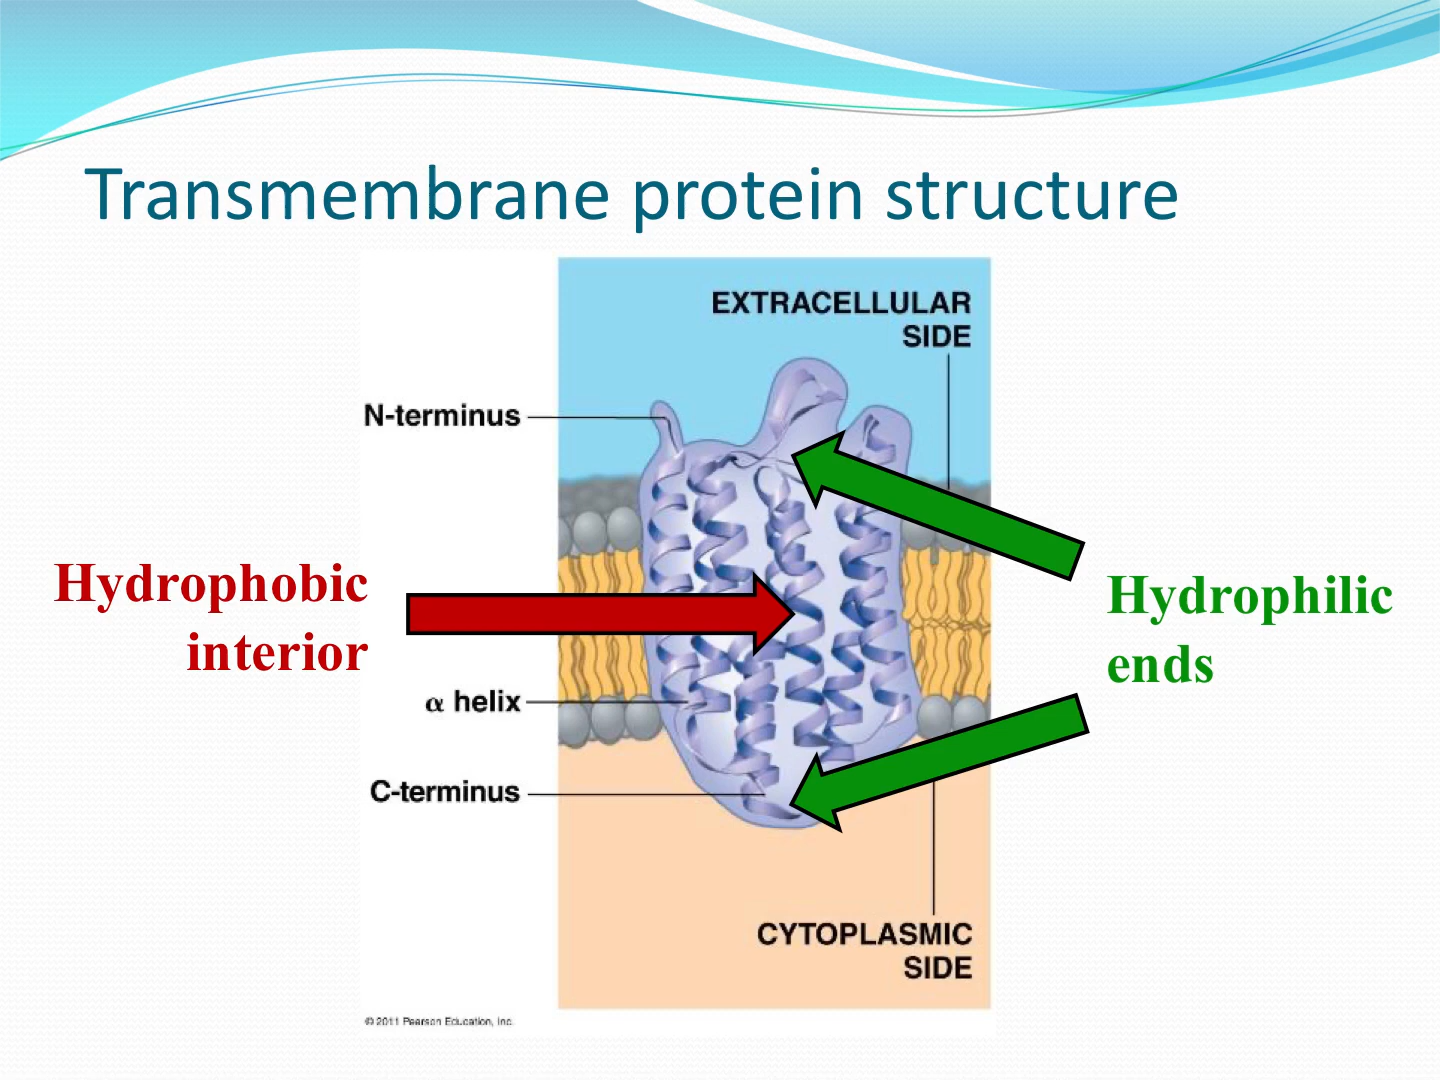 Transmembrane protein structure
EXTRACELLULAR
SIDE
N-terminus
Hydrophobic
interior
Hydrophilic
ends
α helix
C-terminus
CYTOPLASMIC
SIDE
© 2011 Pearson Education, Inc.